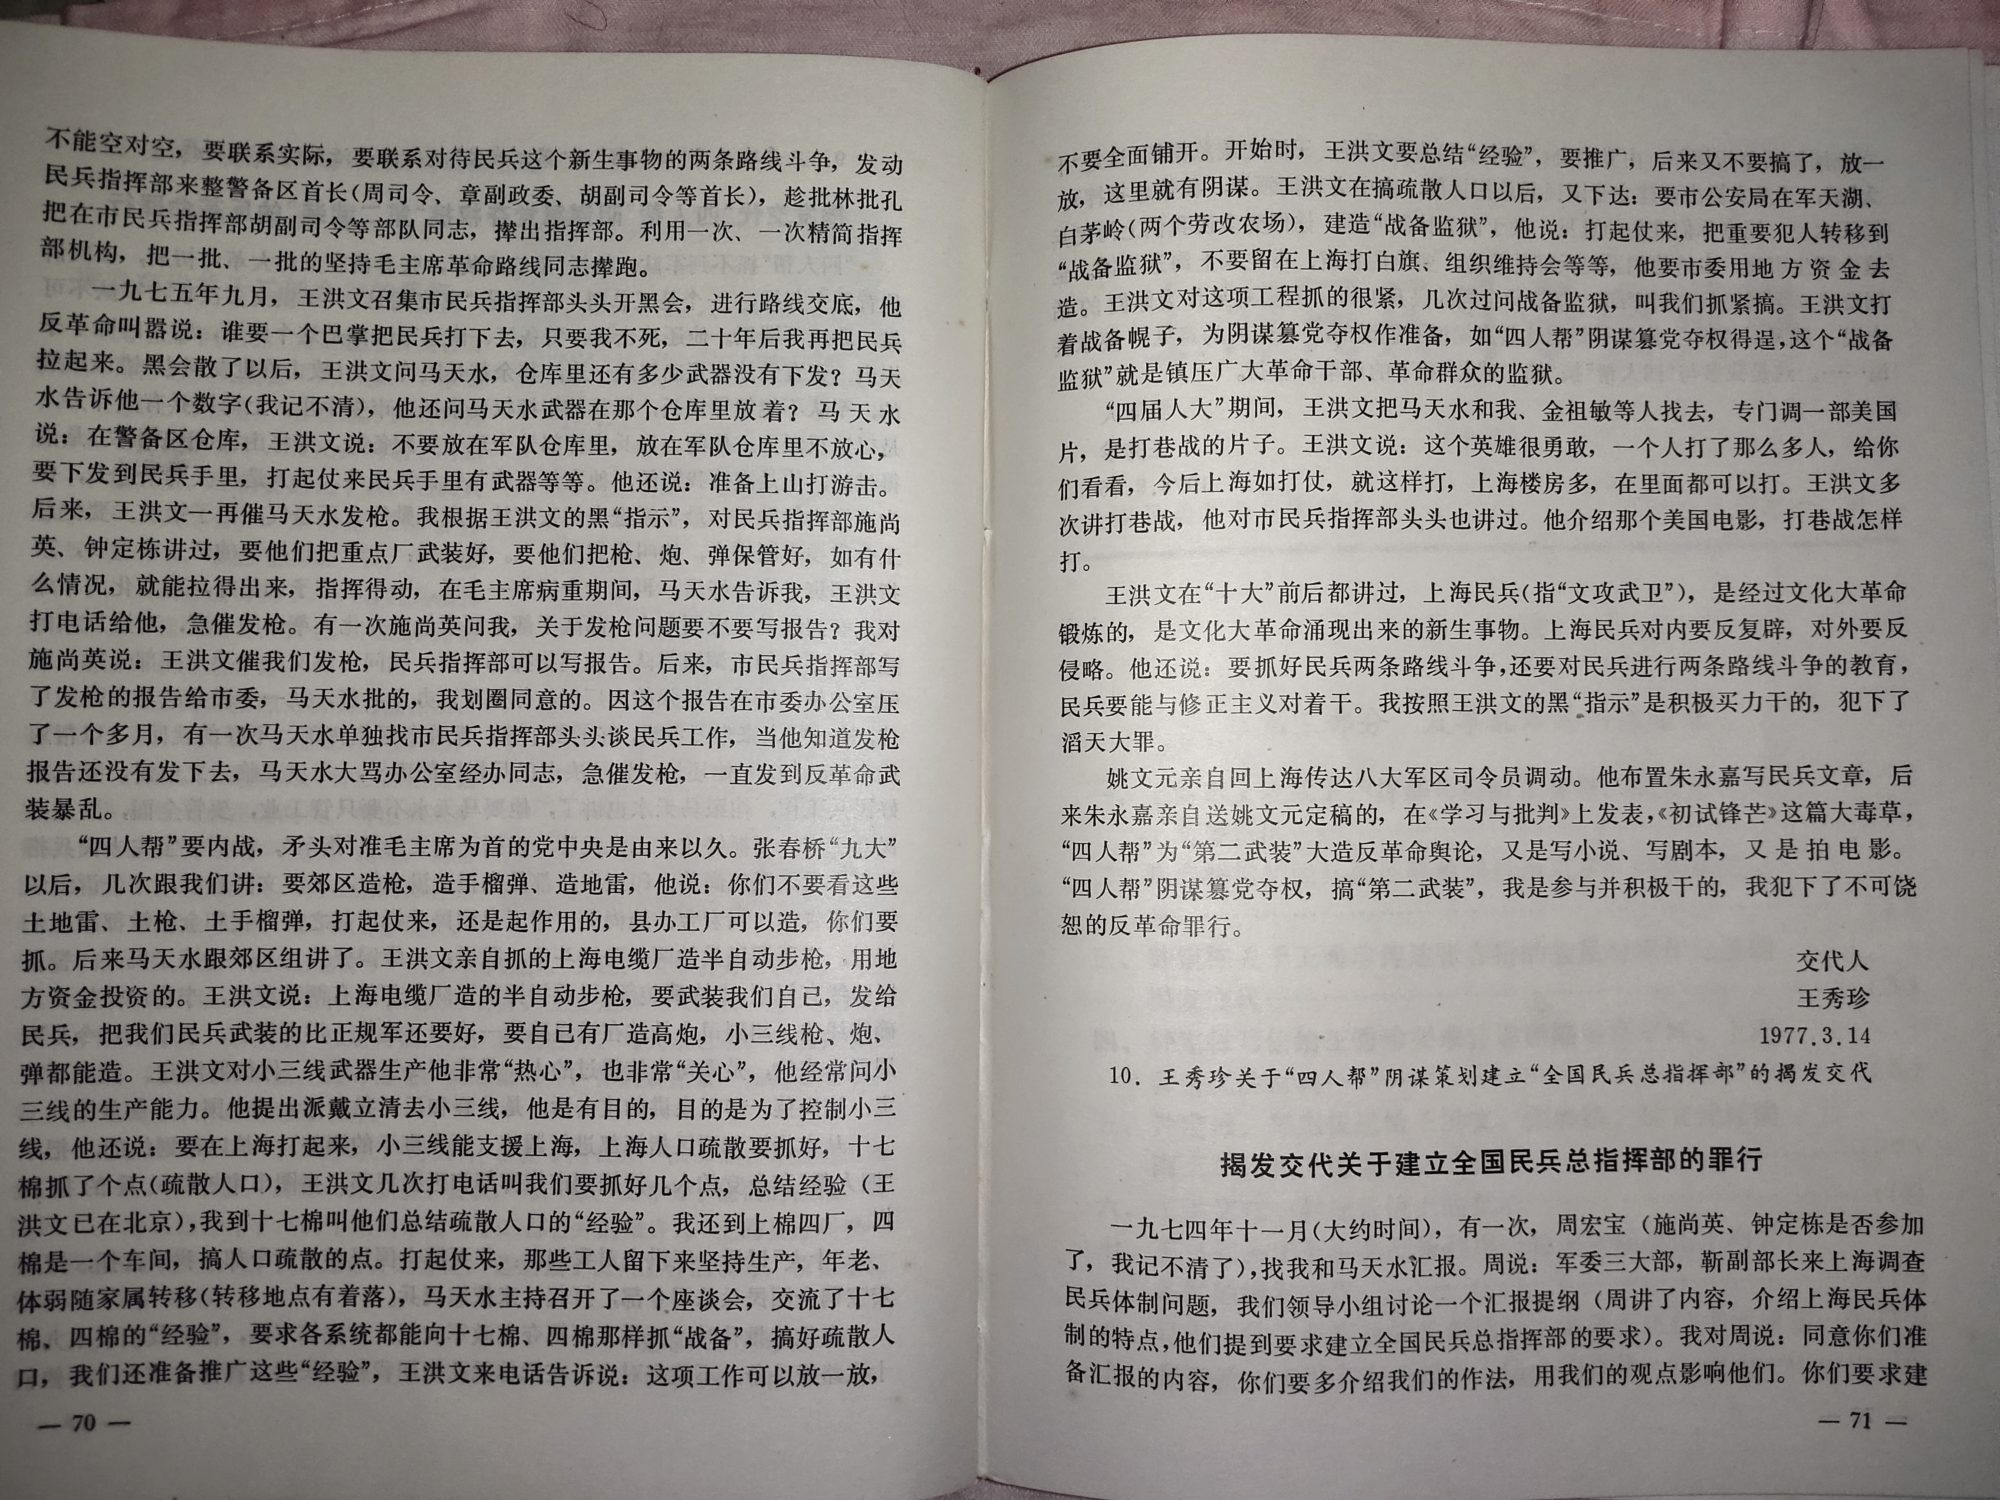 不能空对空，要联系实际，要联系对待民兵这个新生事物的两条路线斗争，发动
民兵指挥部来整警备区首长(周司令、章副政委、胡副司令等首长)，趁批林批孔
把在市民兵指挥部胡副司令等部队同志，撵出指挥部。利用一次、一次精简指挥
部机构，把一批、一批的坚持毛主席革命路线同志撵跑。
一九七五年九月，王洪文召集市民兵指挥部头头开黑会，进行路线交底，他
反革命叫嚣说：谁要一个巴掌把民兵打下去，只要我不死，二十年后我再把民兵
拉起来。黑会散了以后，王洪文问马天水，仓库里还有多少武器没有下发？马天
水告诉他一个数字(我记不清)，他还问马天水武器在那个仓库里放着？马天水
说：在警备区仓库，王洪文说：不要放在军队仓库里，放在军队仓库里不放心，
要下发到民兵手里，打起仗来民兵手里有武器等等。他还说：准备上山打游击。
后来，王洪文一再催马天水发枪。我根据王洪文的黑“指示”，对民兵指挥部施尚
英、钟定栋讲过，要他们把重点厂武装好，要他们把枪、炮、弹保管好，如有什
么情况，就能拉得出来，指挥得动，在毛主席病重期间，马天水告诉我，王洪文
打电话给他，急催发枪。有一次施尚英问我，关于发枪问题要不要写报告？我对
施尚英说：王洪文催我们发枪，民兵指挥部可以写报告。后来，市民兵指挥部写
了发枪的报告给市委，马天水批的，我划圈同意的。因这个报告在市委办公室压
了一个多月，有一次马天水单独找市民兵指挥部头头谈民兵工作，当他知道发枪
报告还没有发下去，马天水大骂办公室经办同志，急催发枪，一直发到反革命武
装暴乱。
“四人帮”要内战，矛头对准毛主席为首的党中央是由来以久。张春桥“九大”
以后，几次跟我们讲：要郊区造枪，造手榴弹、造地雷，他说：你们不要看这些
土地雷、土枪、土手榴弹，打起仗来，还是起作用的，县办工厂可以造，你们要
抓。后来马天水跟郊区组讲了。王洪文亲自抓的上海电缆厂造半自动步枪，用地
方资金投资的。王洪文说：上海电缆厂造的半自动步枪，要武装我们自己，发给
民兵，把我们民兵武装的比正规军还要好，要自己有厂造高炮，小三线枪、炮、
弹都能造。王洪文对小三线武器生产他非常“热心”，也非常“关心”，他经常问小
三线的生产能力。他提出派戴立清去小三线，他是有目的，目的是为了控制小三
线，他还说：要在上海打起来，小三线能支援上海，上海人口疏散要抓好，十七
棉抓了个点(疏散人口)，王洪文几次打电话叫我们要抓好几个点，总结经验（王
洪文已在北京），我到十七棉叫他们总结疏散人口的“经验”。我还到上棉四厂，四
棉是一个车间，搞人口疏散的点。打起仗来，那些工人留下来坚持生产，年老、
体弱随家属转移(转移地点有着落)，马天水主持召开了一个座谈会，交流了十七
棉、四棉的“经验”，要求各系统都能向十七棉、四棉那样抓“战备”，搞好疏散人
口，我们还准备推广这些“经验”，王洪文来电话告诉说：这项工作可以放一放，
— 70 —
不要全面铺开。开始时，王洪文要总结“经验”，要推广，后来又不要搞了，放一
放，这里就有阴谋。王洪文在搞疏散人口以后，又下达：要市公安局在军天湖、
白茅岭(两个劳改农场)，建造“战备监狱”，他说：打起仗来，把重要犯人转移到
“战备监狱”，不要留在上海打白旗、组织维持会等等，他要市委用地方资金去
造。王洪文对这项工程抓的很紧，几次过问战备监狱，叫我们抓紧搞。王洪文打
着战备幌子，为阴谋篡党夺权作准备，如“四人帮”阴谋篡党夺权得逞，这个“战备
监狱”就是镇压广大革命干部、革命群众的监狱。
“四届人大”期间，王洪文把马天水和我、金祖敏等人找去，专门调一部美国
片，是打巷战的片子。王洪文说：这个英雄很勇敢，一个人打了那么多人，给你
们看看，今后上海如打仗，就这样打，上海楼房多，在里面都可以打。王洪文多
次讲打巷战，他对市民兵指挥部头头也讲过。他介绍那个美国电影，打巷战怎样
打。
王洪文在“十大”前后都讲过，上海民兵(指“文攻武卫”)，是经过文化大革命
锻炼的，是文化大革命涌现出来的新生事物。上海民兵对内要反复辟，对外要反
侵略。他还说：要抓好民兵两条路线斗争，还要对民兵进行两条路线斗争的教育，
民兵要能与修正主义对着干。我按照王洪文的黑“指示”是积极买力干的，犯下了
滔天大罪。
姚文元亲自回上海传达八大军区司令员调动。他布置朱永嘉写民兵文章，后
来朱永嘉亲自送姚文元定稿的，在《学习与批判》上发表，《初试锋芒》这篇大毒草，
“四人帮”为“第二武装”大造反革命舆论，又是写小说、写剧本，又是拍电影。
“四人帮”阴谋篡党夺权，搞“第二武装”，我是参与并积极干的，我犯下了不可饶
恕的反革命罪行。
交代人
王秀珍
1977.3.14
10．王秀珍关于“四人帮”阴谋策划建立“全国民兵总指挥部”的揭发交代
揭发交代关于建立全国民兵总指挥部的罪行
一九七四年十一月(大约时间)，有一次，周宏宝（施尚英、钟定栋是否参加
了，我记不清了），找我和马天水汇报。周说：军委三大部，靳副部长来上海调查
民兵体制问题，我们领导小组讨论一个汇报提纲（周讲了内容，介绍上海民兵体
制的特点，他们提到要求建立全国民兵总指挥部的要求）。我对周说：同意你们准
备汇报的内容，你们要多介绍我们的作法，用我们的观点影响他们。你们要求建
— 71 —